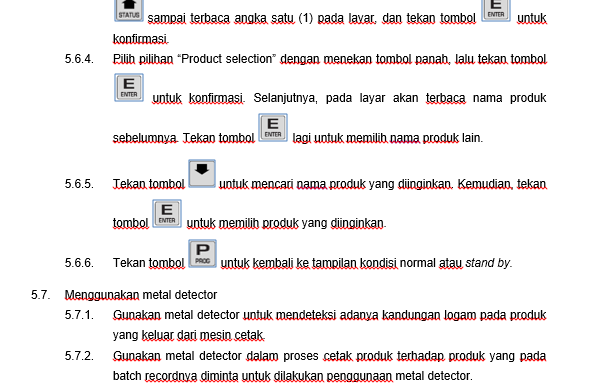 STATUS sampai terbaca angka satu (1) pada layar, dan tekan tombol E ENTER untuk
konfirmasi.
5.6.4. Pilih pilihan “Product selection” dengan menekan tombol panah, lalu tekan tombol
E ENTER untuk konfirmasi. Selanjutnya, pada layar akan terbaca nama produk
sebelumnya. Tekan tombol E ENTER lagi untuk memilih nama produk lain.
5.6.5. Tekan tombol untuk mencari nama produk yang diinginkan. Kemudian, tekan
tombol E ENTER untuk memilih produk yang diinginkan.
5.6.6. Tekan tombol P PROG untuk kembali ke tampilan kondisi normal atau stand by.
5.7. Menggunakan metal detector
5.7.1. Gunakan metal detector untuk mendeteksi adanya kandungan logam pada produk
yang keluar dari mesin cetak.
5.7.2. Gunakan metal detector dalam proses cetak produk terhadap produk yang pada
batch recordnya diminta untuk dilakukan penggunaan metal detector.